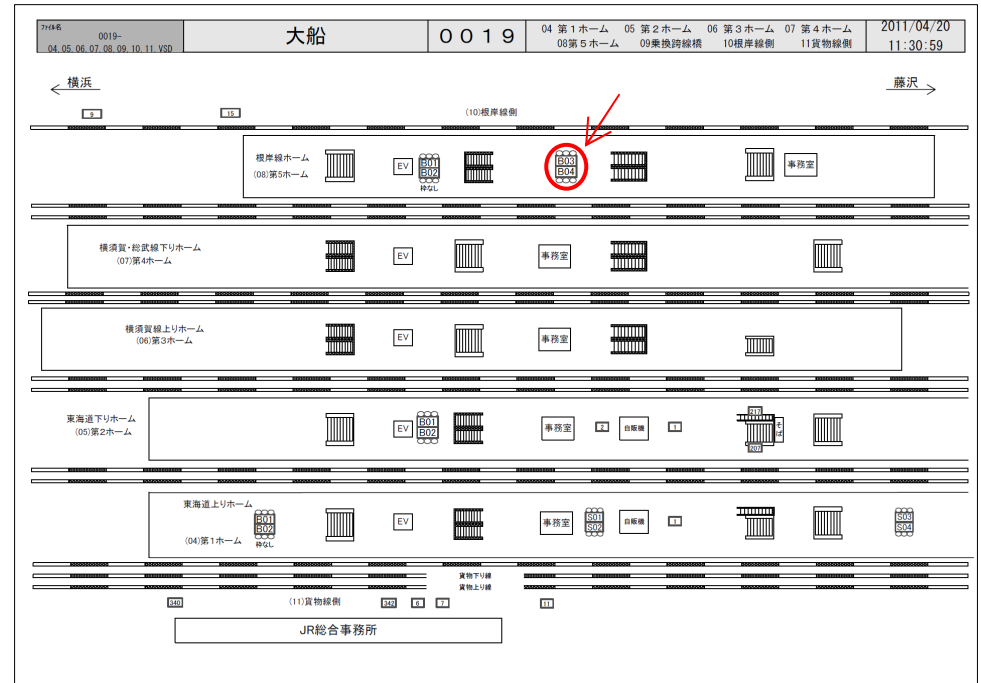 ファイル名
0019-
04. 05. 06. 07. 08. 09. 10. 11. VSD
大船
0019
04 第1ホーム 05 第2ホーム 06 第3ホーム 07 第4ホーム
08第5ホーム 09乗換跨線橋 10根岸線側 11貨物線側
2011/04/20
11:30:59
横浜
藤沢
9
15
(10)根岸線側
根岸線ホーム
(08)第5ホーム
EV
B01
B02
枠なし
B03
B04
事務室
横須賀・総武線下りホーム
(07)第4ホーム
EV
事務室
横須賀線上りホーム
(06)第3ホーム
EV
事務室
東海道下りホーム
(05)第2ホーム
EV
B01
B02
事務室
2
自販機
1
217
207
そば
東海道上りホーム
(04)第1ホーム
B01
B02
枠なし
EV
事務室
S01
S02
自販機
1
S03
S04
貨物下り線
貨物上り線
340
(11)貨物線側
342
6
7
11
JR総合事務所